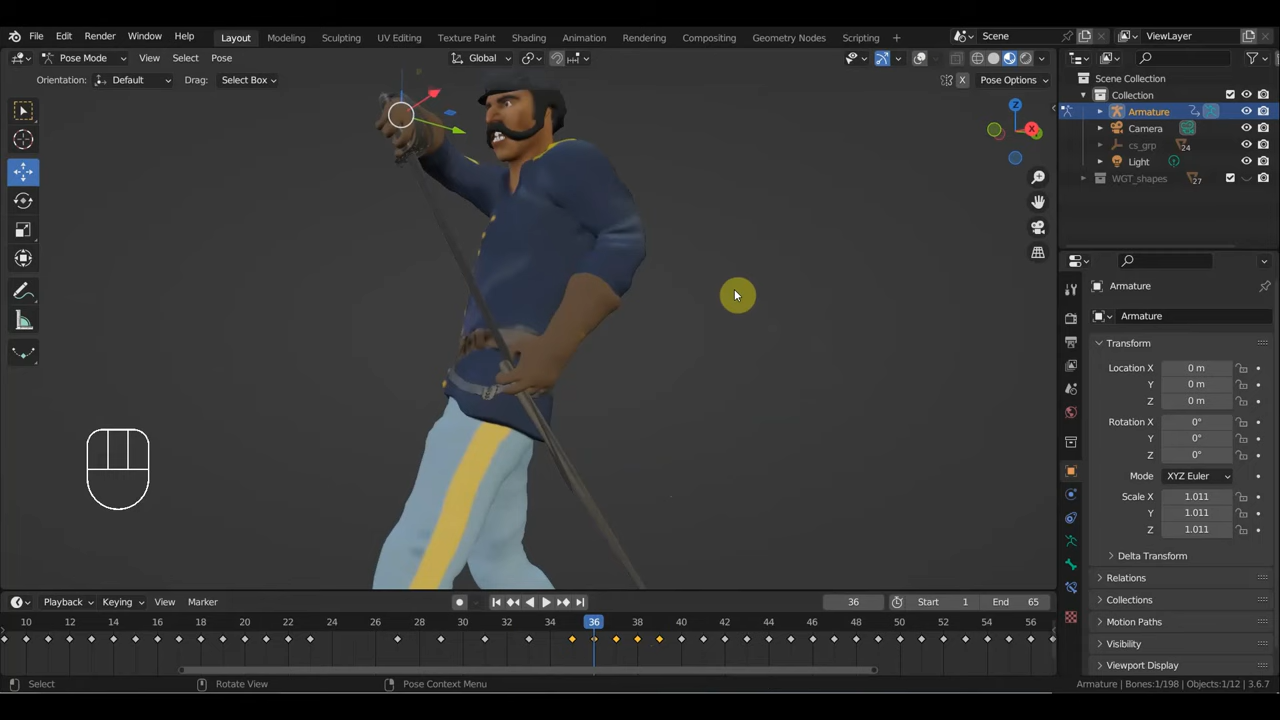 File Edit Render Window Help Layout Modeling Sculpting UV Editing Texture Paint Shading Animation Rendering Compositing Geometry Nodes Scripting Scene ViewLayer
Pose Mode View Select Pose Global
Orientation: Default Drag: Select Box X Pose Options
Z
X
Scene Collection
Collection
Armature
Camera
cs_grp 24
Light
WGT_shapes 27
Armature
Armature
Transform
Location X 0 m
Y 0 m
Z 0 m
Rotation X 0°
Y 0°
Z 0°
Mode XYZ Euler
Scale X 1.011
Y 1.011
Z 1.011
Delta Transform
Relations
Collections
Motion Paths
Visibility
Viewport Display
Playback Keying View Marker 36 Start 1 End 65
10 12 14 16 18 20 22 24 26 28 30 32 34 36 38 40 42 44 46 48 50 52 54 56
Select Rotate View Pose Context Menu Armature | Bones:1/198 | Objects:1/12 | 3.6.7